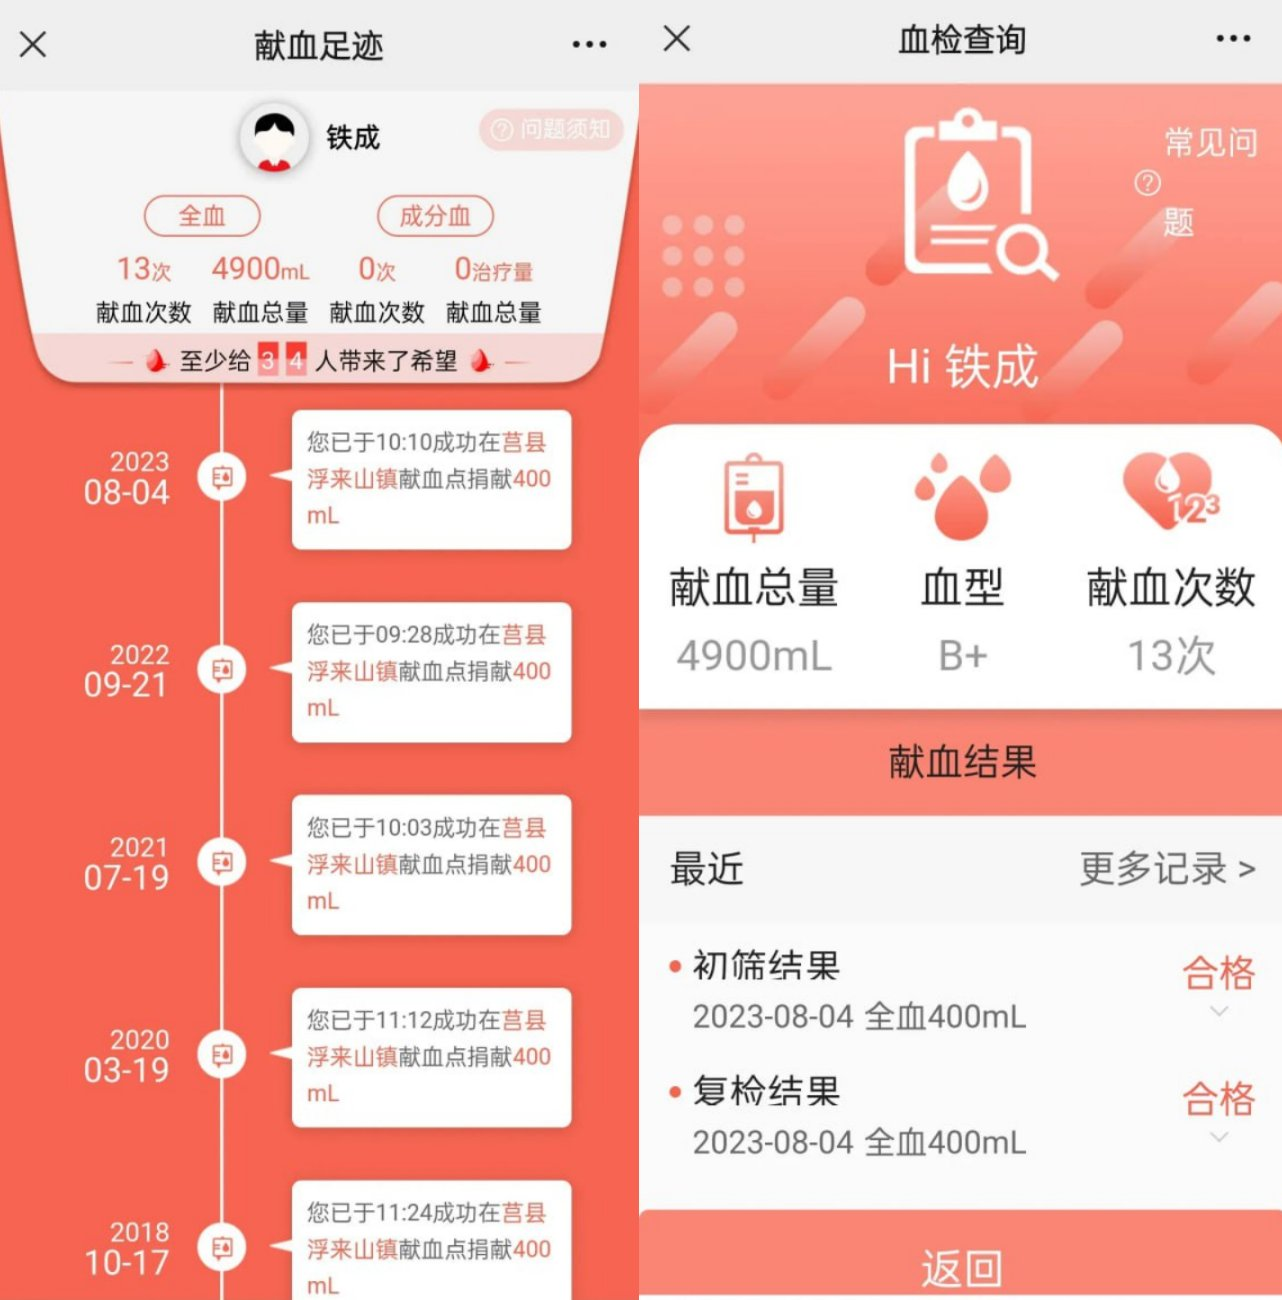 献血足迹
铁成
问题须知
全血
成分血
13次 4900mL 0次 0治疗量
献血次数 献血总量 献血次数 献血总量
至少给 3 4 人带来了希望
2023
08-04
您已于10:10成功在莒县
浮来山镇献血点捐献400
mL
2022
09-21
您已于09:28成功在莒县
浮来山镇献血点捐献400
mL
2021
07-19
您已于10:03成功在莒县
浮来山镇献血点捐献400
mL
2020
03-19
您已于11:12成功在莒县
浮来山镇献血点捐献400
mL
2018
10-17
您已于11:24成功在莒县
浮来山镇献血点捐献400
mL
血检查询
常见问
题
Hi 铁成
123
献血总量 血型 献血次数
4900mL B+ 13次
献血结果
最近 更多记录 >
初筛结果 合格
2023-08-04 全血400mL
复检结果 合格
2023-08-04 全血400mL
返回